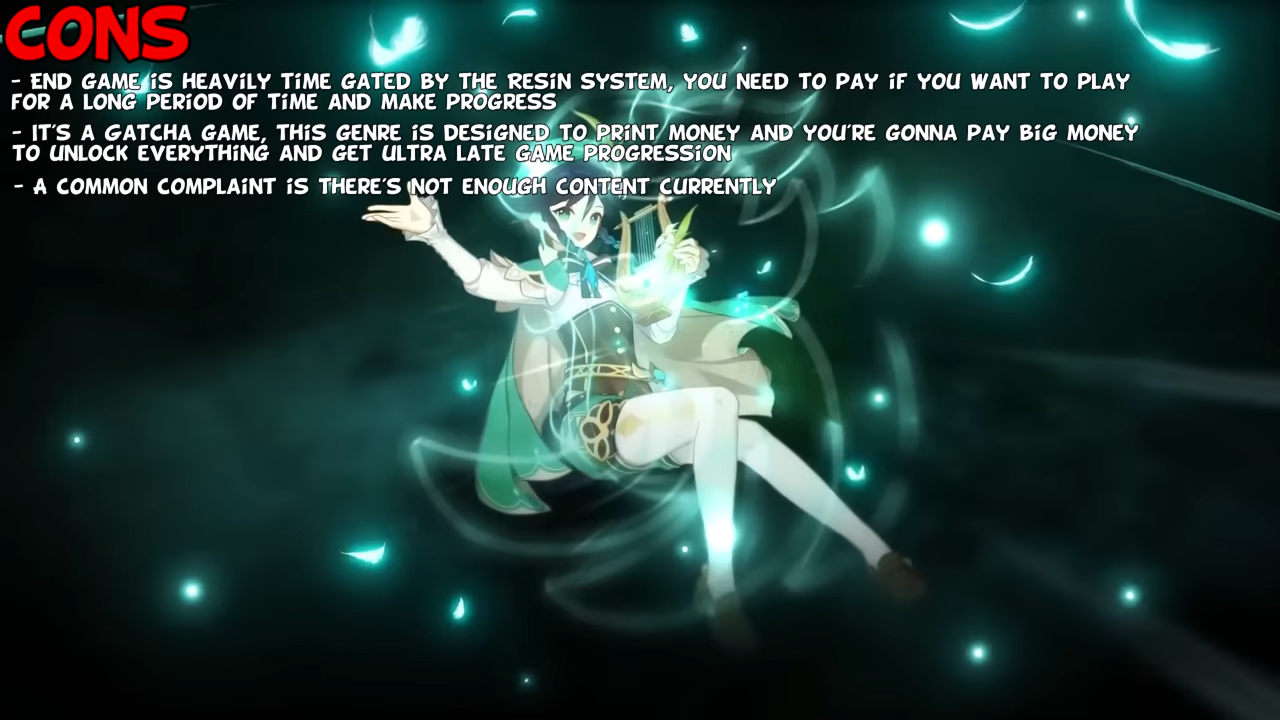 CONS
- END GAME IS HEAVILY TIME GATED BY THE RESIN SYSTEM, YOU NEED TO PAY IF YOU WANT TO PLAY
FOR A LONG PERIOD OF TIME AND MAKE PROGRESS
- IT'S A GATCHA GAME, THIS GENRE IS DESIGNED TO PRINT MONEY AND YOU'RE GONNA PAY BIG MONEY
TO UNLOCK EVERYTHING AND GET ULTRA LATE GAME PROGRESSION
- A COMMON COMPLAINT IS THERE'S NOT ENOUGH CONTENT CURRENTLY